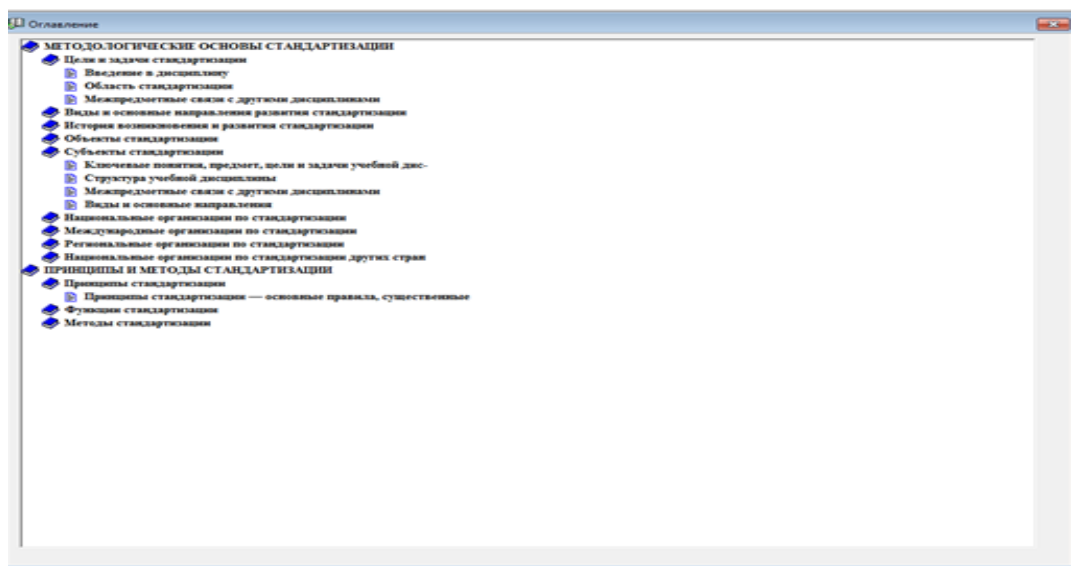 Оглавление
МЕТОДОЛОГИЧЕСКИЕ ОСНОВЫ СТАНДАРТИЗАЦИИ
Цели и задачи стандартизации
Введение в дисциплину
Область стандартизации
Межпредметные связи с другими дисциплинами
Виды и основные направления развития стандартизации
История возникновения и развития стандартизации
Объекты стандартизации
Субъекты стандартизации
Ключевые понятия, предмет, цели и задачи учебной дис-
Структура учебной дисциплины
Межпредметные связи с другими дисциплинами
Виды и основные направления
Национальные организации по стандартизации
Международные организации по стандартизации
Региональные организации по стандартизации
Национальные организации по стандартизации других стран
ПРИНЦИПЫ И МЕТОДЫ СТАНДАРТИЗАЦИИ
Принципы стандартизации
Принципы стандартизации — основные правила, существенные
Функции стандартизации
Методы стандартизации